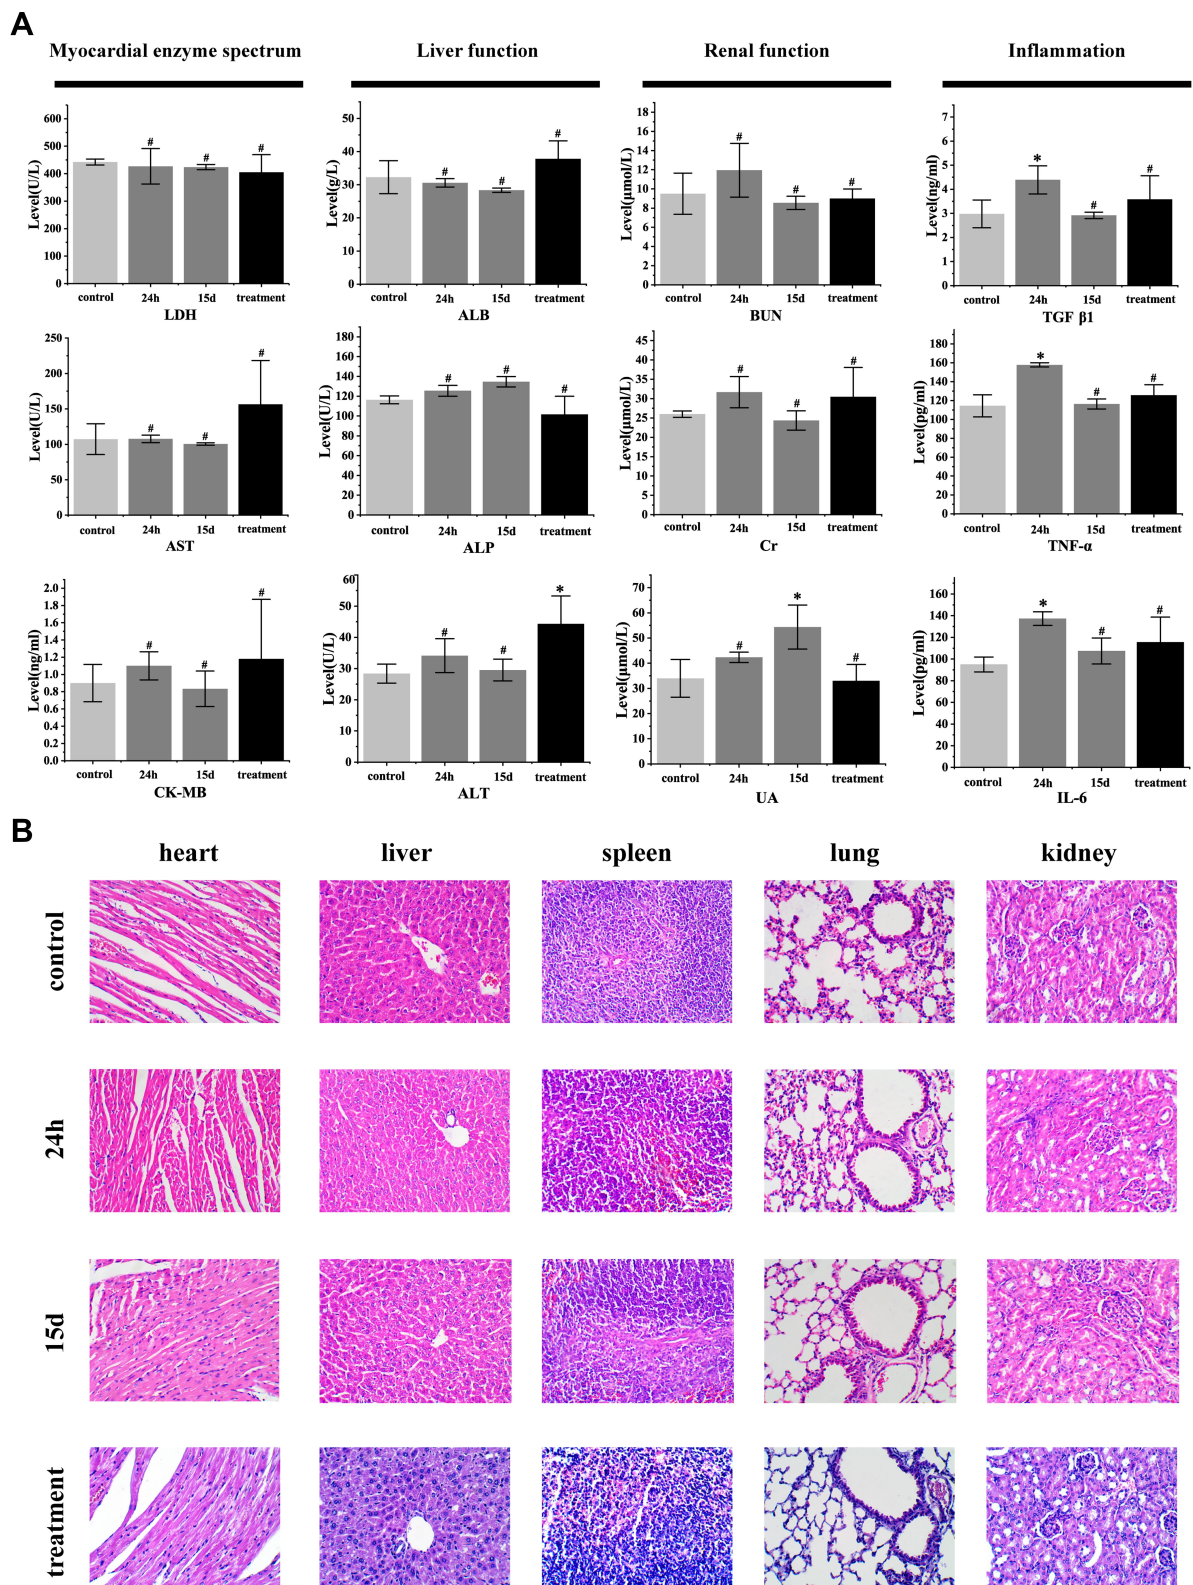 A
Myocardial enzyme spectrum
Liver function
Renal function
Inflammation
Level(U/L)
600
500
400
300
200
100
0
#
#
#
control
24h
15d
treatment
LDH
Level(g/L)
50
40
30
20
10
0
#
#
#
control
24h
15d
treatment
ALB
Level(μmol/L)
18
16
14
12
10
8
6
4
2
0
#
#
#
control
24h
15d
treatment
BUN
Level(ng/ml)
7
6
5
4
3
2
1
0
*
#
#
control
24h
15d
treatment
TGF β1
Level(U/L)
250
200
150
100
50
0
#
#
#
control
24h
15d
treatment
AST
Level(U/L)
180
160
140
120
100
80
60
40
20
0
#
#
#
control
24h
15d
treatment
ALP
Level(μmol/L)
45
40
35
30
25
20
15
10
5
0
#
#
#
control
24h
15d
treatment
Cr
Level(pg/ml)
180
160
140
120
100
80
60
40
20
0
*
#
#
control
24h
15d
treatment
TNF-α
Level(ng/ml)
2.0
1.8
1.6
1.4
1.2
1.0
0.8
0.6
0.4
0.2
0.0
#
#
#
control
24h
15d
treatment
CK-MB
Level(U/L)
60
50
40
30
20
10
0
#
#
*
control
24h
15d
treatment
ALT
Level(μmol/L)
70
60
50
40
30
20
10
0
#
*
#
control
24h
15d
treatment
UA
Level(pg/ml)
160
140
120
100
80
60
40
20
0
*
#
#
control
24h
15d
treatment
IL-6
B
heart
liver
spleen
lung
kidney
control
24h
15d
treatment